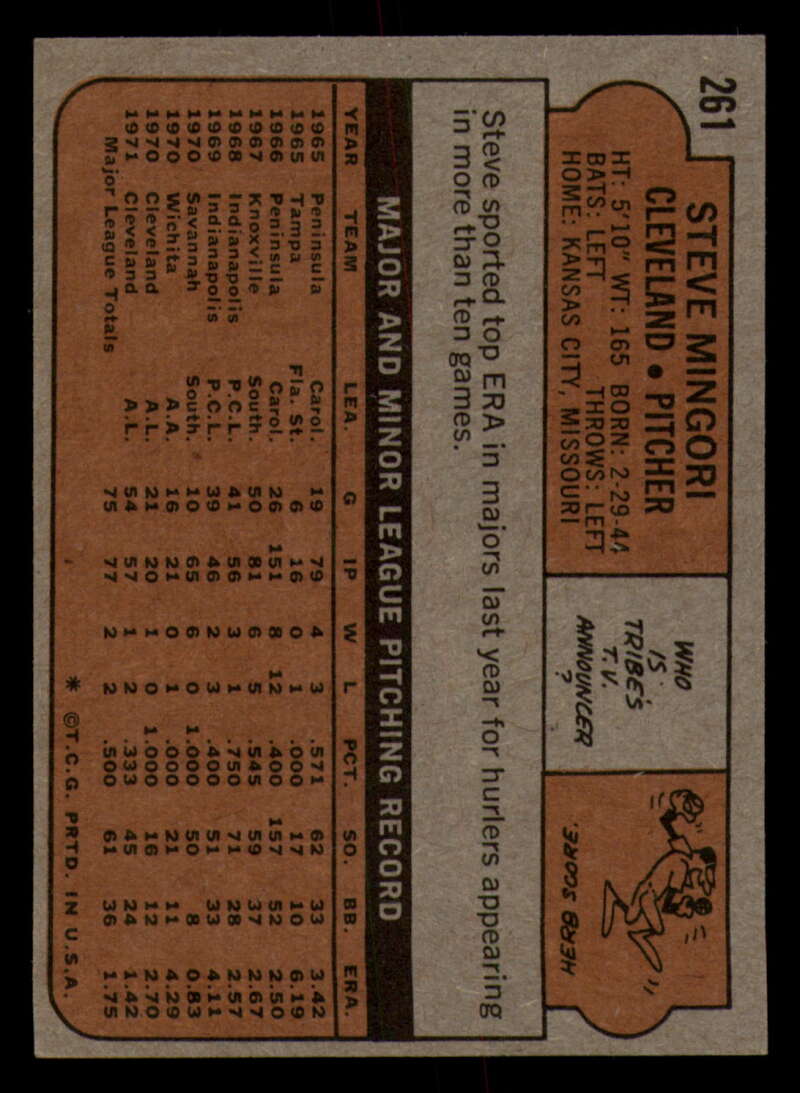 261
STEVE MINGORI
CLEVELAND • PITCHER
HT: 5'10" WT: 165 BORN: 2-29-44
BATS: LEFT THROWS: LEFT
HOME: KANSAS CITY, MISSOURI
WHO
IS
TRIBE'S
T.V.
ANNOUNCER
?
HERB SCORE.
Steve sported top ERA in majors last year for hurlers appearing
in more than ten games.
MAJOR AND MINOR LEAGUE PITCHING RECORD
YEAR TEAM LEA. G IP W L PCT. SO. BB. ERA.
1965 Peninsula Carol. 19 79 4 3 .571 62 33 3.42
1965 Tampa Fla. St. 6 16 0 1 .000 17 10 6.19
1966 Peninsula Carol. 26 151 8 12 .400 157 52 2.50
1967 Knoxville South. 50 81 6 5 .545 59 37 2.67
1968 Indianapolis P.C.L. 41 56 3 1 .750 71 28 2.57
1969 Indianapolis P.C.L. 39 46 2 3 .400 51 33 4.11
1970 Savannah South. 10 65 6 0 1.000 50 8 0.83
1970 Wichita A.A. 16 21 0 1 .000 21 11 4.29
1970 Cleveland A.L. 21 20 1 0 1.000 16 12 2.70
1971 Cleveland A.L. 54 57 1 2 .333 45 24 1.42
Major League Totals 75 77 2 2 .500 61 36 1.75
* ©T.C.G. PRTD. IN U.S.A.